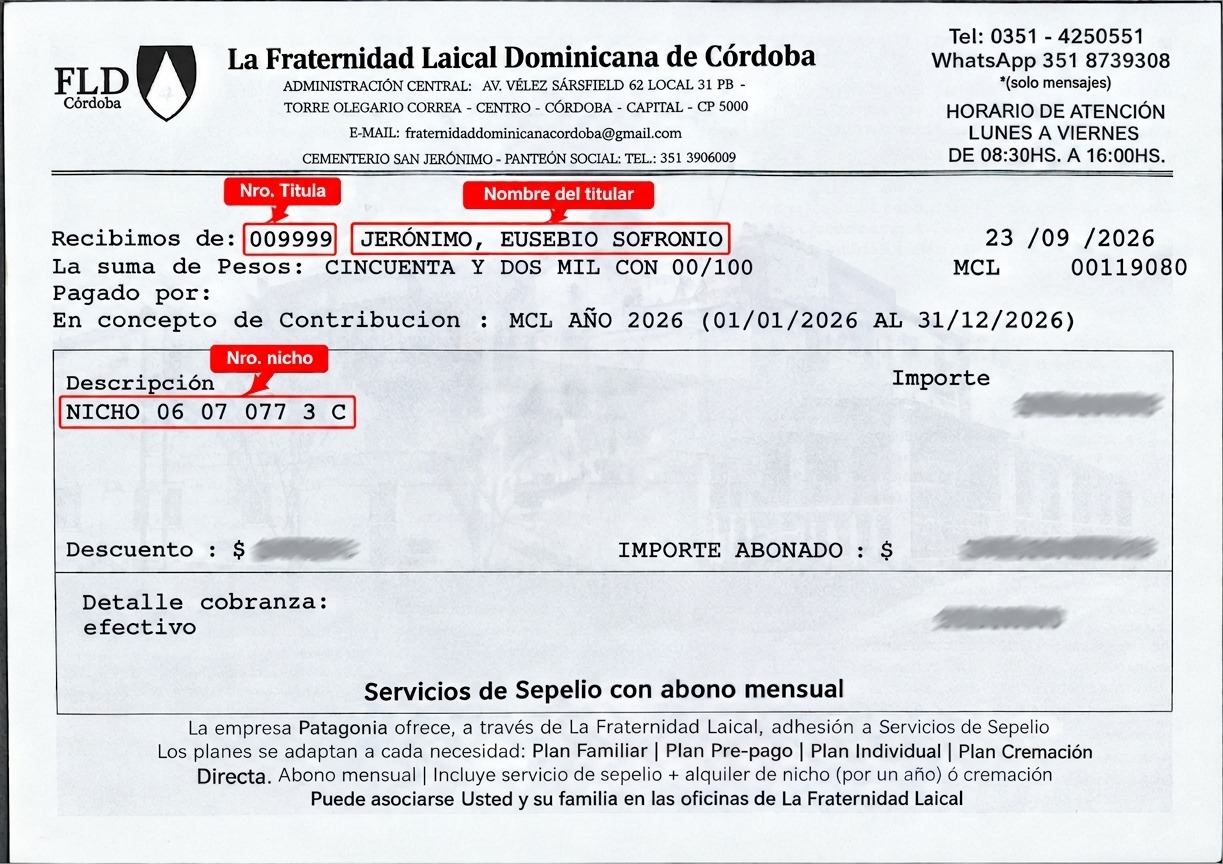 FLD
Córdoba
La Fraternidad Laical Dominicana de Córdoba
ADMINISTRACIÓN CENTRAL: AV. VÉLEZ SÁRSFIELD 62 LOCAL 31 PB -
TORRE OLEGARIO CORREA - CENTRO - CÓRDOBA - CAPITAL - CP 5000
E-MAIL: fraternidaddominicanacordoba@gmail.com
CEMENTERIO SAN JERÓNIMO - PANTEÓN SOCIAL: TEL.: 351 3906009
Tel: 0351 - 4250551
WhatsApp 351 8739308
*(solo mensajes)
HORARIO DE ATENCIÓN
LUNES A VIERNES
DE 08:30HS. A 16:00HS.
Nro. Titula
Nombre del titular
Recibimos de: 009999 JERÓNIMO, EUSEBIO SOFRONIO 23 /09 /2026
La suma de Pesos: CINCUENTA Y DOS MIL CON 00/100 MCL 00119080
Pagado por:
En concepto de Contribucion : MCL AÑO 2026 (01/01/2026 AL 31/12/2026)
Nro. nicho
Descripción Importe
NICHO 06 07 077 3 C
Descuento : $ IMPORTE ABONADO : $
Detalle cobranza:
efectivo
Servicios de Sepelio con abono mensual
La empresa Patagonia ofrece, a través de La Fraternidad Laical, adhesión a Servicios de Sepelio
Los planes se adaptan a cada necesidad: Plan Familiar | Plan Pre-pago | Plan Individual | Plan Cremación
Directa. Abono mensual | Incluye servicio de sepelio + alquiler de nicho (por un año) ó cremación
Puede asociarse Usted y su familia en las oficinas de La Fraternidad Laical